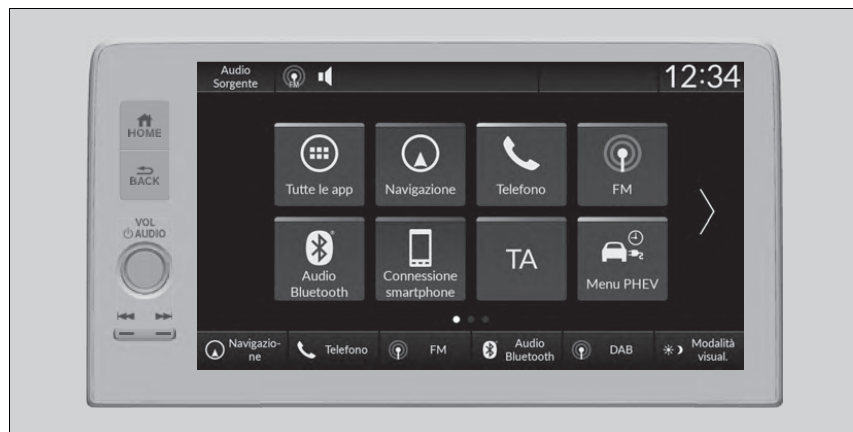 Audio
Sorgente
FM
12:34
HOME
BACK
VOL
AUDIO
Tutte le app
Navigazione
Telefono
FM
Audio
Bluetooth
Connessione
smartphone
TA
Menu PHEV
Navigazio-
ne
Telefono
FM
Audio
Bluetooth
DAB
Modalità
visual.